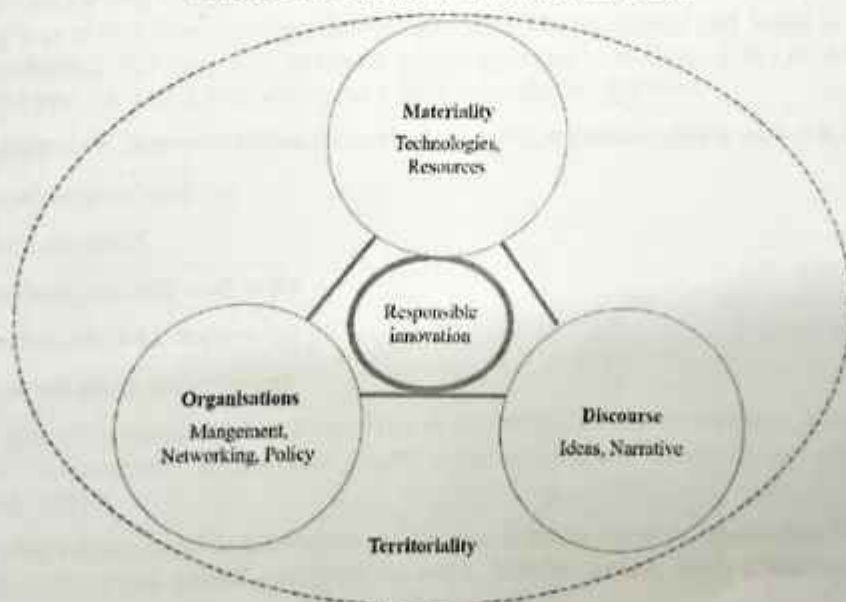 Materiality
Technologies,
Resources
Responsible
innovation
Organisations
Mangement,
Networking, Policy
Discourse
Ideas, Narrative
Territoriality